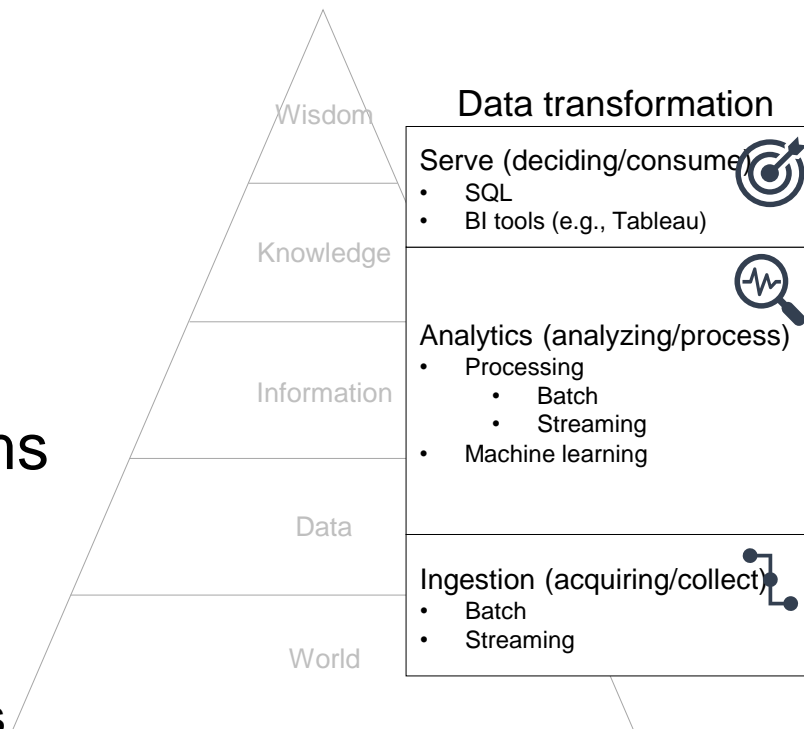 Wisdom
Knowledge
Information
Data
World
Data transformation
Serve (deciding/consume)
• SQL
• BI tools (e.g., Tableau)
Analytics (analyzing/process)
• Processing
• Batch
• Streaming
• Machine learning
Ingestion (acquiring/collect)
• Batch
• Streaming
ns
s